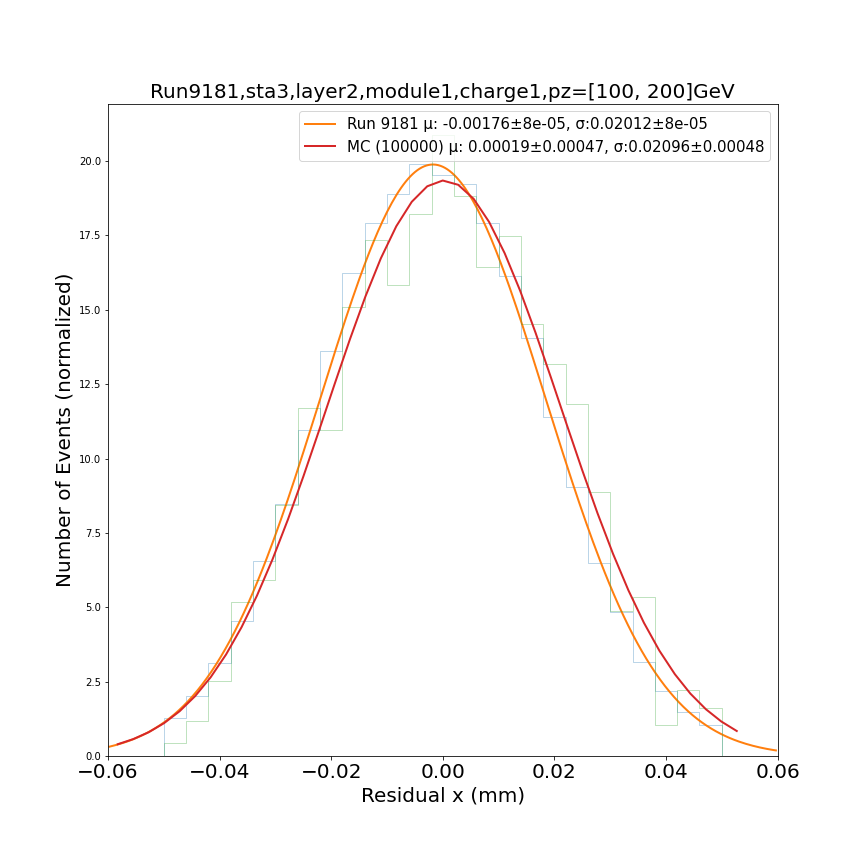 Run9181,sta3,layer2,module1,charge1,pz=[100, 200]GeV
Run 9181 μ: -0.00176±8e-05, σ:0.02012±8e-05
MC (100000) μ: 0.00019±0.00047, σ:0.02096±0.00048
Number of Events (normalized)
20.0
17.5
15.0
12.5
10.0
7.5
5.0
2.5
0.0
−0.06 −0.04 −0.02 0.00 0.02 0.04 0.06
Residual x (mm)